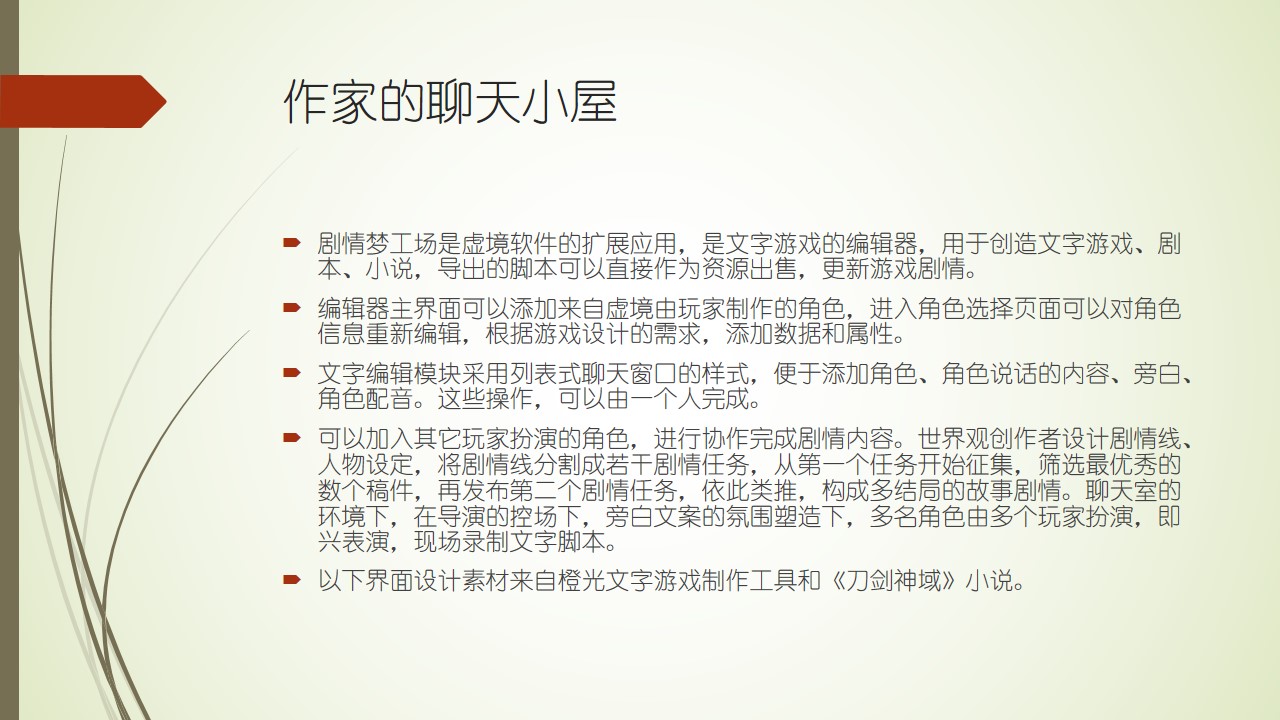 作家的聊天小屋
剧情梦工场是虚境软件的扩展应用，是文字游戏的编辑器，用于创造文字游戏、剧
本、小说，导出的脚本可以直接作为资源出售，更新游戏剧情。
编辑器主界面可以添加来自虚境由玩家制作的角色，进入角色选择页面可以对角色
信息重新编辑，根据游戏设计的需求，添加数据和属性。
文字编辑模块采用列表式聊天窗口的样式，便于添加角色、角色说话的内容、旁白、
角色配音。这些操作，可以由一个人完成。
可以加入其它玩家扮演的角色，进行协作完成剧情内容。世界观创作者设计剧情线、
人物设定，将剧情线分割成若干剧情任务，从第一个任务开始征集，筛选最优秀的
数个稿件，再发布第二个剧情任务，依此类推，构成多结局的故事剧情。聊天室的
环境下，在导演的控场下，旁白文案的氛围塑造下，多名角色由多个玩家扮演，即
兴表演，现场录制文字脚本。
以下界面设计素材来自橙光文字游戏制作工具和《刀剑神域》小说。